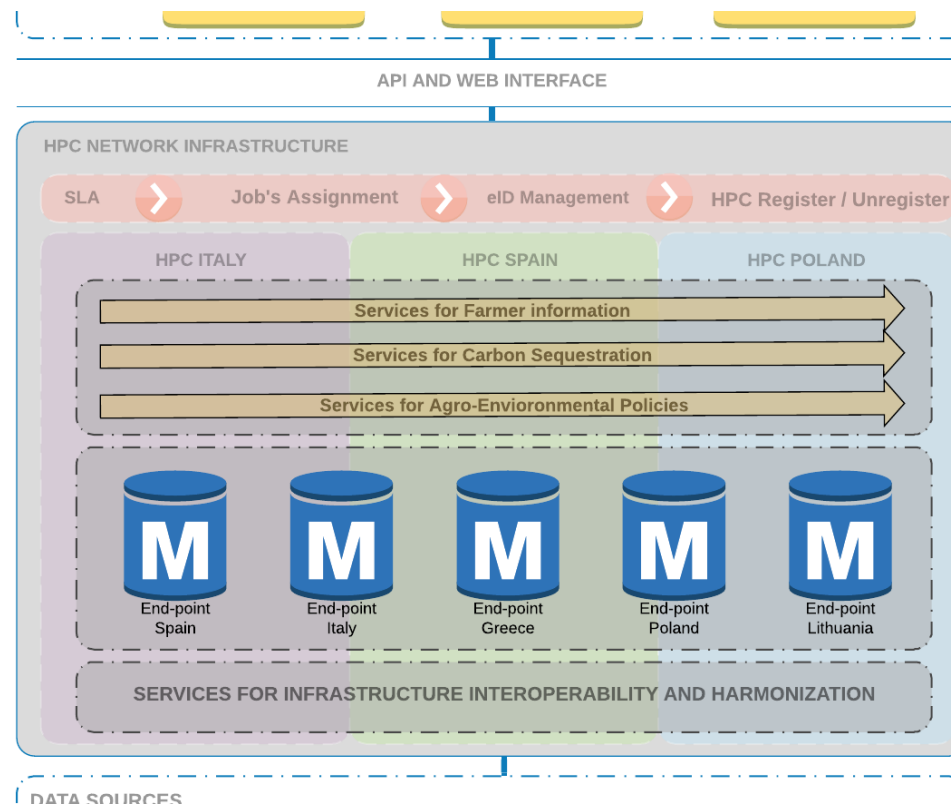 API AND WEB INTERFACE
HPC NETWORK INFRASTRUCTURE
SLA
Job's Assignment
eID Management
HPC Register / Unregister
HPC ITALY
HPC SPAIN
HPC POLAND
Services for Farmer information
Services for Carbon Sequestration
Services for Agro-Envioronmental Policies
M
M
M
M
M
End-point
Spain
End-point
Italy
End-point
Greece
End-point
Poland
End-point
Lithuania
SERVICES FOR INFRASTRUCTURE INTEROPERABILITY AND HARMONIZATION
DATA SOURCES